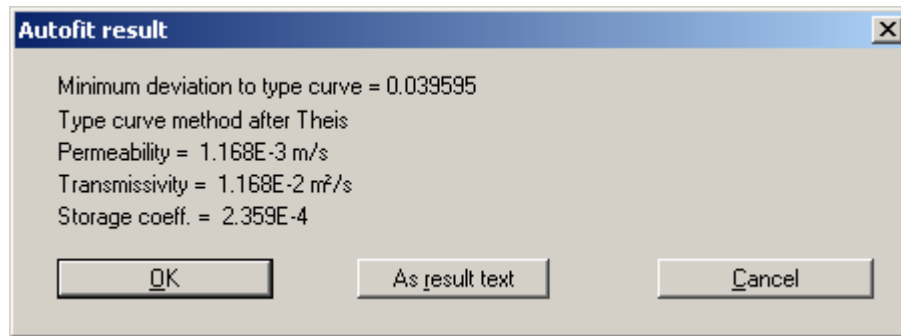 Autofit result
Minimum deviation to type curve = 0.039595
Type curve method after Theis
Permeability = 1.168E-3 m/s
Transmissivity = 1.168E-2 m²/s
Storage coeff. = 2.359E-4
OK As result text Cancel